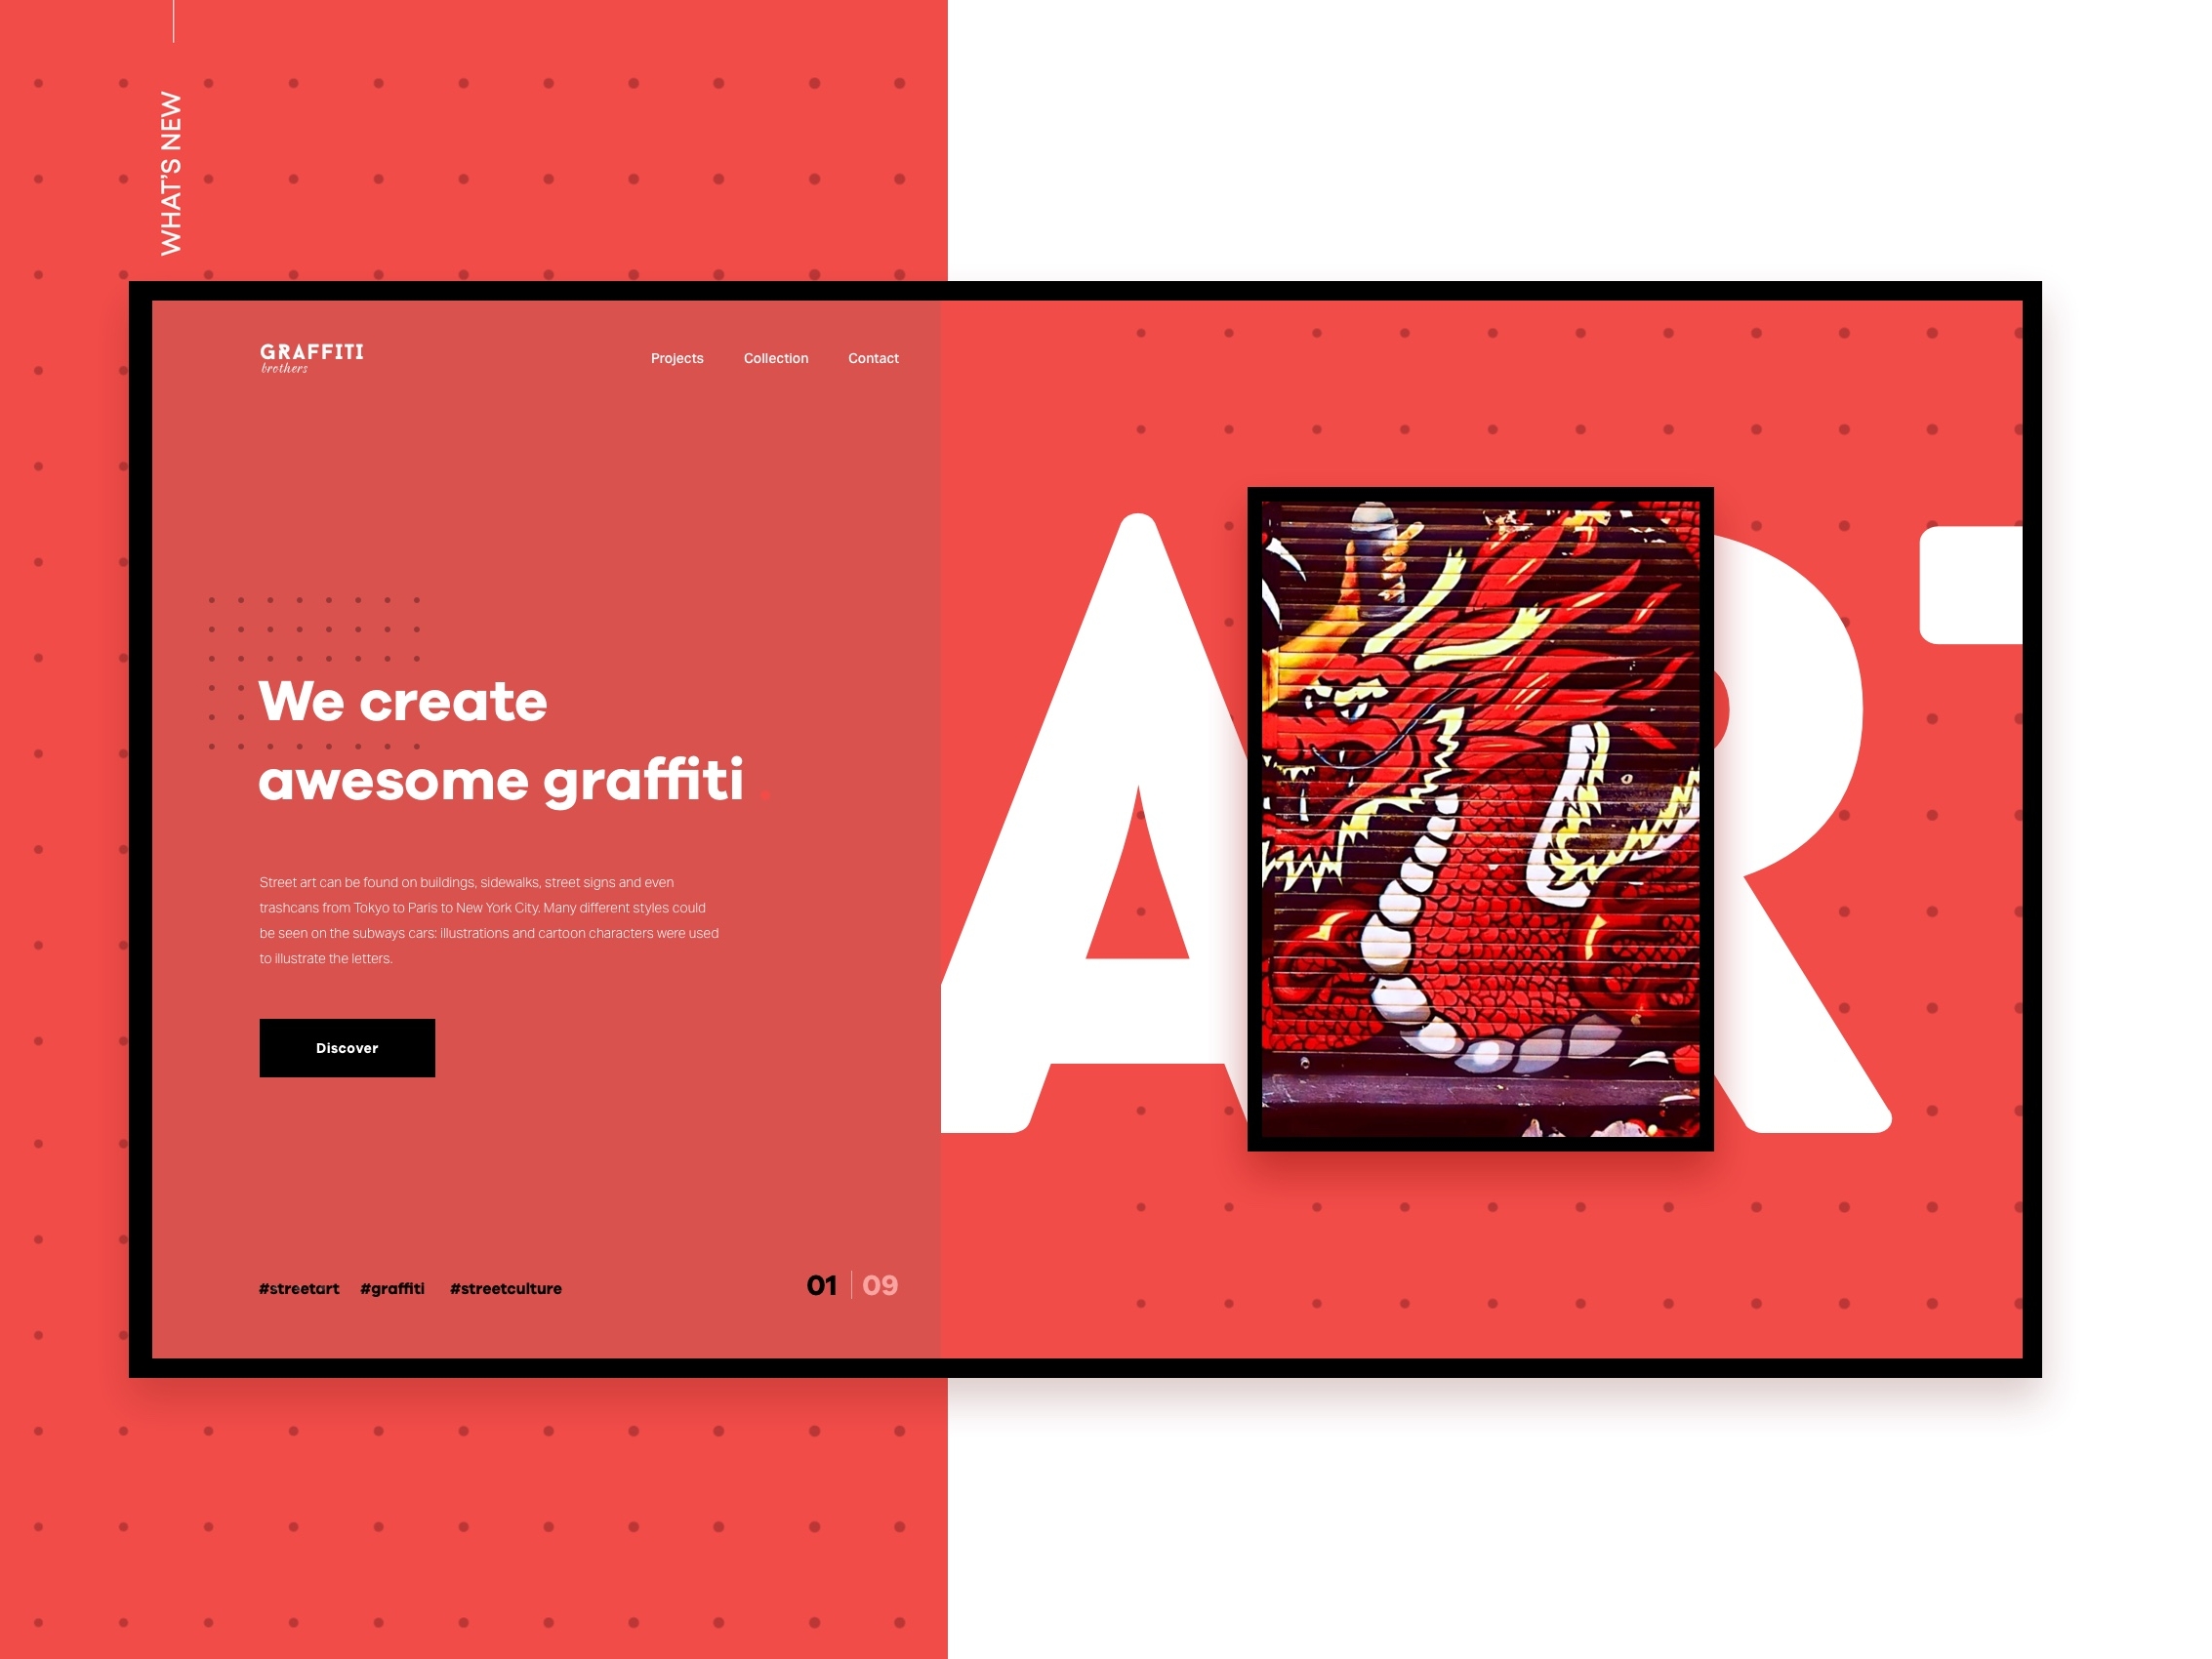 WHAT'S NEW
GRAFFITI
brothers
Projects Collection Contact
We create
awesome graffiti .
Street art can be found on buildings, sidewalks, street signs and even
trashcans from Tokyo to Paris to New York City. Many different styles could
be seen on the subways cars: illustrations and cartoon characters were used
to illustrate the letters.
Discover
#streetart #graffiti #streetculture
01 | 09
ART